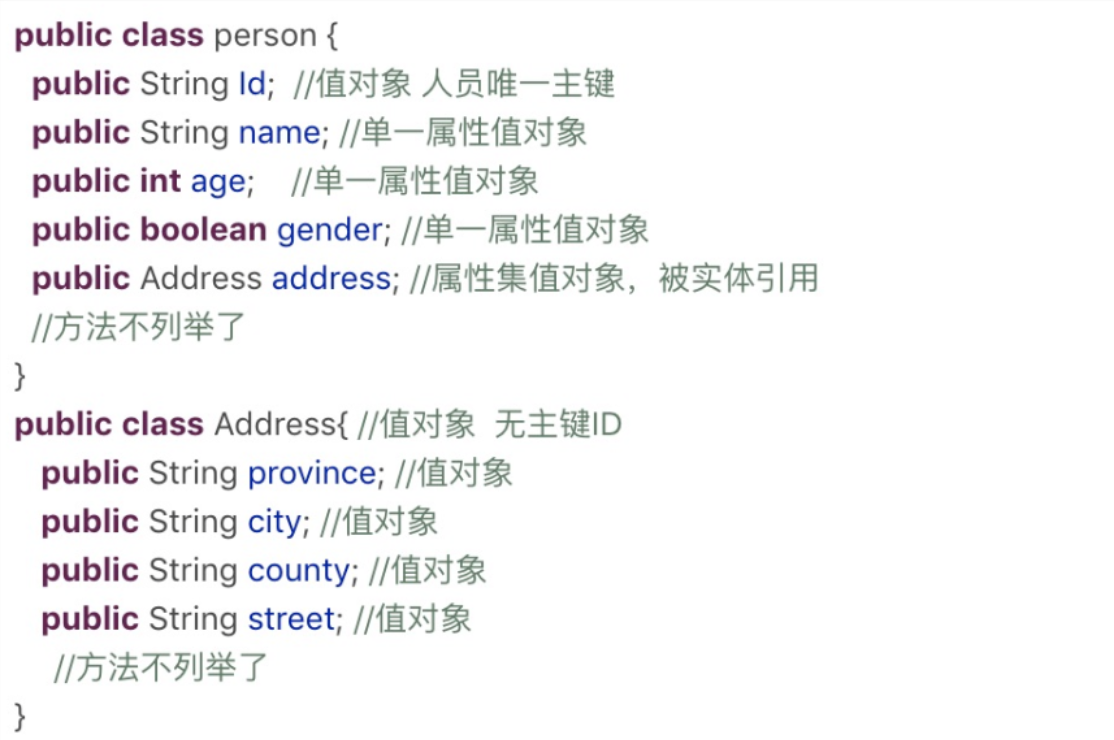 public class person {
public String Id;  //值对象 人员唯一主键
public String name; //单一属性值对象
public int age;    //单一属性值对象
public boolean gender; //单一属性值对象
public Address address; //属性集值对象，被实体引用
//方法不列举了
}
public class Address{ //值对象  无主键ID
public String province; //值对象
public String city; //值对象
public String county; //值对象
public String street; //值对象
//方法不列举了
}